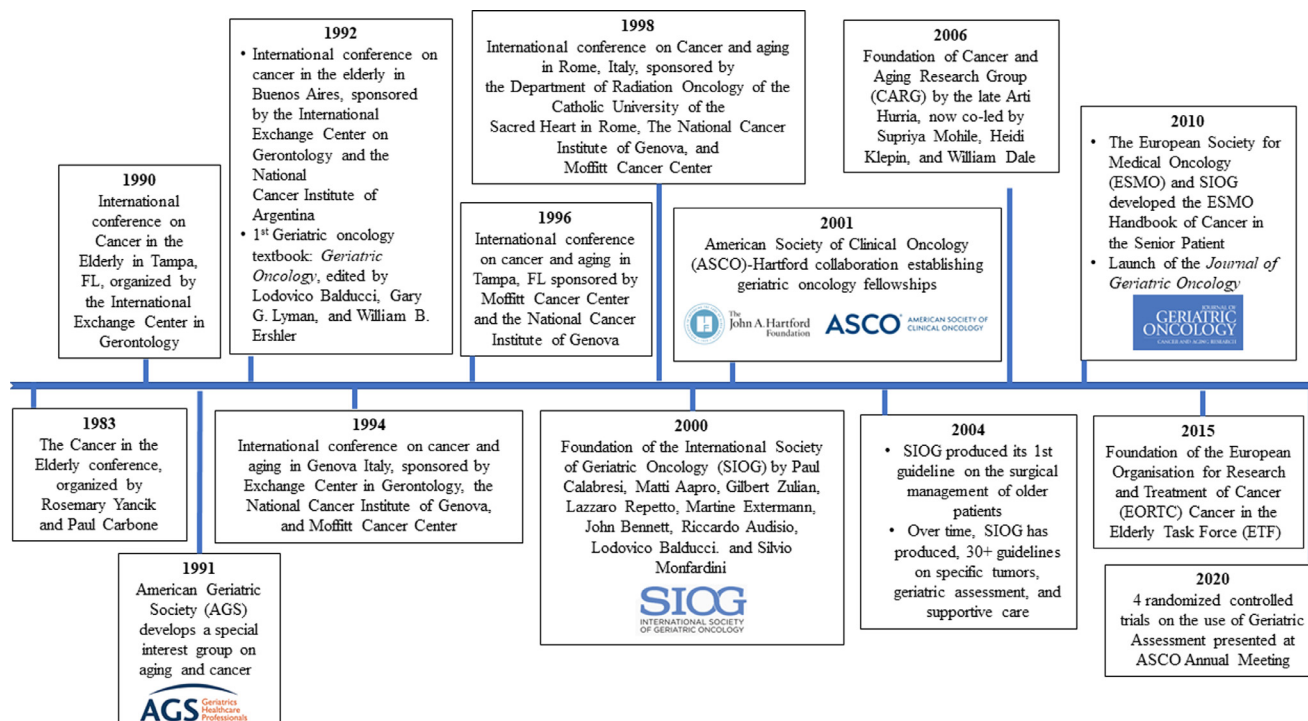 1983
The Cancer in the
Elderly conference,
organized by
Rosemary Yancik
and Paul Carbone
1990
International
conference on
Cancer in the
Elderly in Tampa,
FL, organized by
the International
Exchange Center in
Gerontology
1991
American Geriatric
Society (AGS)
develops a special
interest group on
aging and cancer
AGS Geriatrics
Healthcare
Professionals
1992
• International conference on
cancer in the elderly in
Buenos Aires, sponsored
by the International
Exchange Center on
Gerontology and the
National
Cancer Institute of
Argentina
• 1st Geriatric oncology
textbook: Geriatric
Oncology, edited by
Lodovico Balducci, Gary
G. Lyman, and William B.
Ershler
1994
International conference on cancer and
aging in Genova Italy, sponsored by
Exchange Center in Gerontology, the
National Cancer Institute of Genova,
and Moffitt Cancer Center
1996
International conference
on cancer and aging in
Tampa, FL sponsored by
Moffitt Cancer Center
and the National Cancer
Institute of Genova
1998
International conference on Cancer and aging
in Rome, Italy, sponsored by
the Department of Radiation Oncology of the
Catholic University of the
Sacred Heart in Rome, The National Cancer
Institute of Genova, and
Moffitt Cancer Center
2000
Foundation of the International Society
of Geriatric Oncology (SIOG) by Paul
Calabresi, Matti Aapro, Gilbert Zulian,
Lazzaro Repetto, Martine Extermann,
John Bennett, Riccardo Audisio,
Lodovico Balducci. and Silvio
Monfardini
SIOG
INTERNATIONAL SOCIETY
OF GERIATRIC ONCOLOGY
2001
American Society of Clinical Oncology
(ASCO)-Hartford collaboration establishing
geriatric oncology fellowships
The
John A. Hartford
Foundation
ASCO AMERICAN SOCIETY OF
CLINICAL ONCOLOGY
2004
• SIOG produced its 1st
guideline on the surgical
management of older
patients
• Over time, SIOG has
produced, 30+ guidelines
on specific tumors,
geriatric assessment, and
supportive care
2006
Foundation of Cancer and
Aging Research Group
(CARG) by the late Arti
Hurria, now co-led by
Supriya Mohile, Heidi
Klepin, and William Dale
2010
• The European Society for
Medical Oncology
(ESMO) and SIOG
developed the ESMO
Handbook of Cancer in
the Senior Patient
• Launch of the Journal of
Geriatric Oncology
JOURNAL OF
GERIATRIC
ONCOLOGY
CANCER AND AGING RESEARCH
2015
Foundation of the European
Organisation for Research
and Treatment of Cancer
(EORTC) Cancer in the
Elderly Task Force (ETF)
2020
4 randomized controlled
trials on the use of Geriatric
Assessment presented at
ASCO Annual Meeting